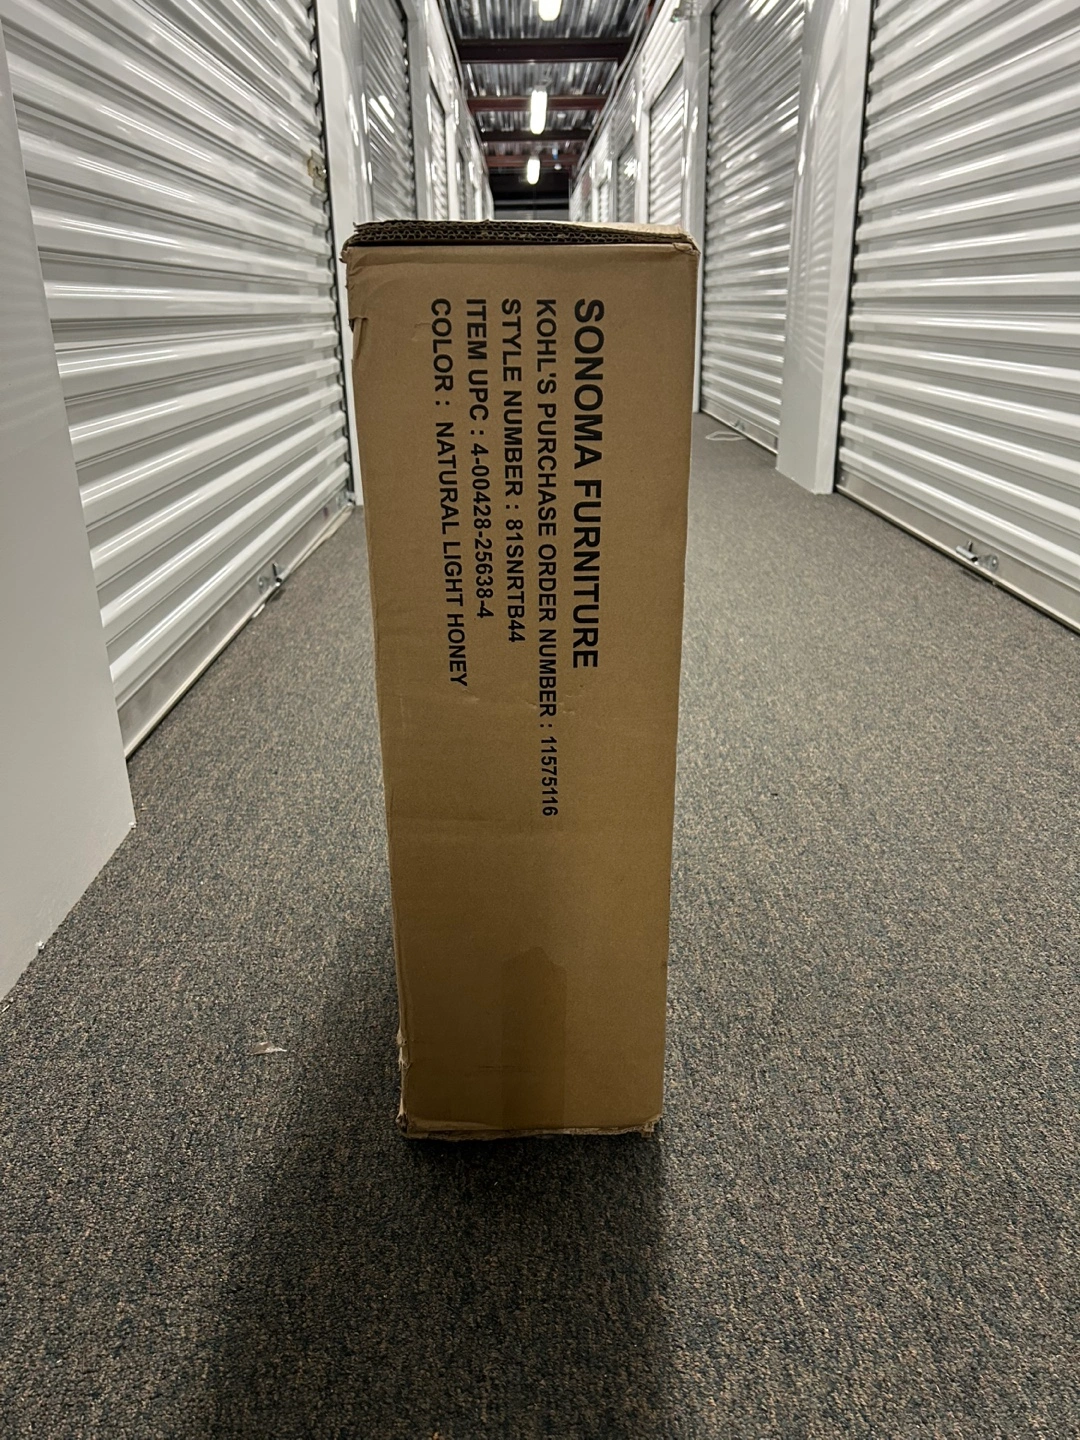 SONOMA FURNITURE
KOHL'S PURCHASE ORDER NUMBER : 11575116
STYLE NUMBER : 81SNRTB44
ITEM UPC : 4-00428-25638-4
COLOR : NATURAL LIGHT HONEY